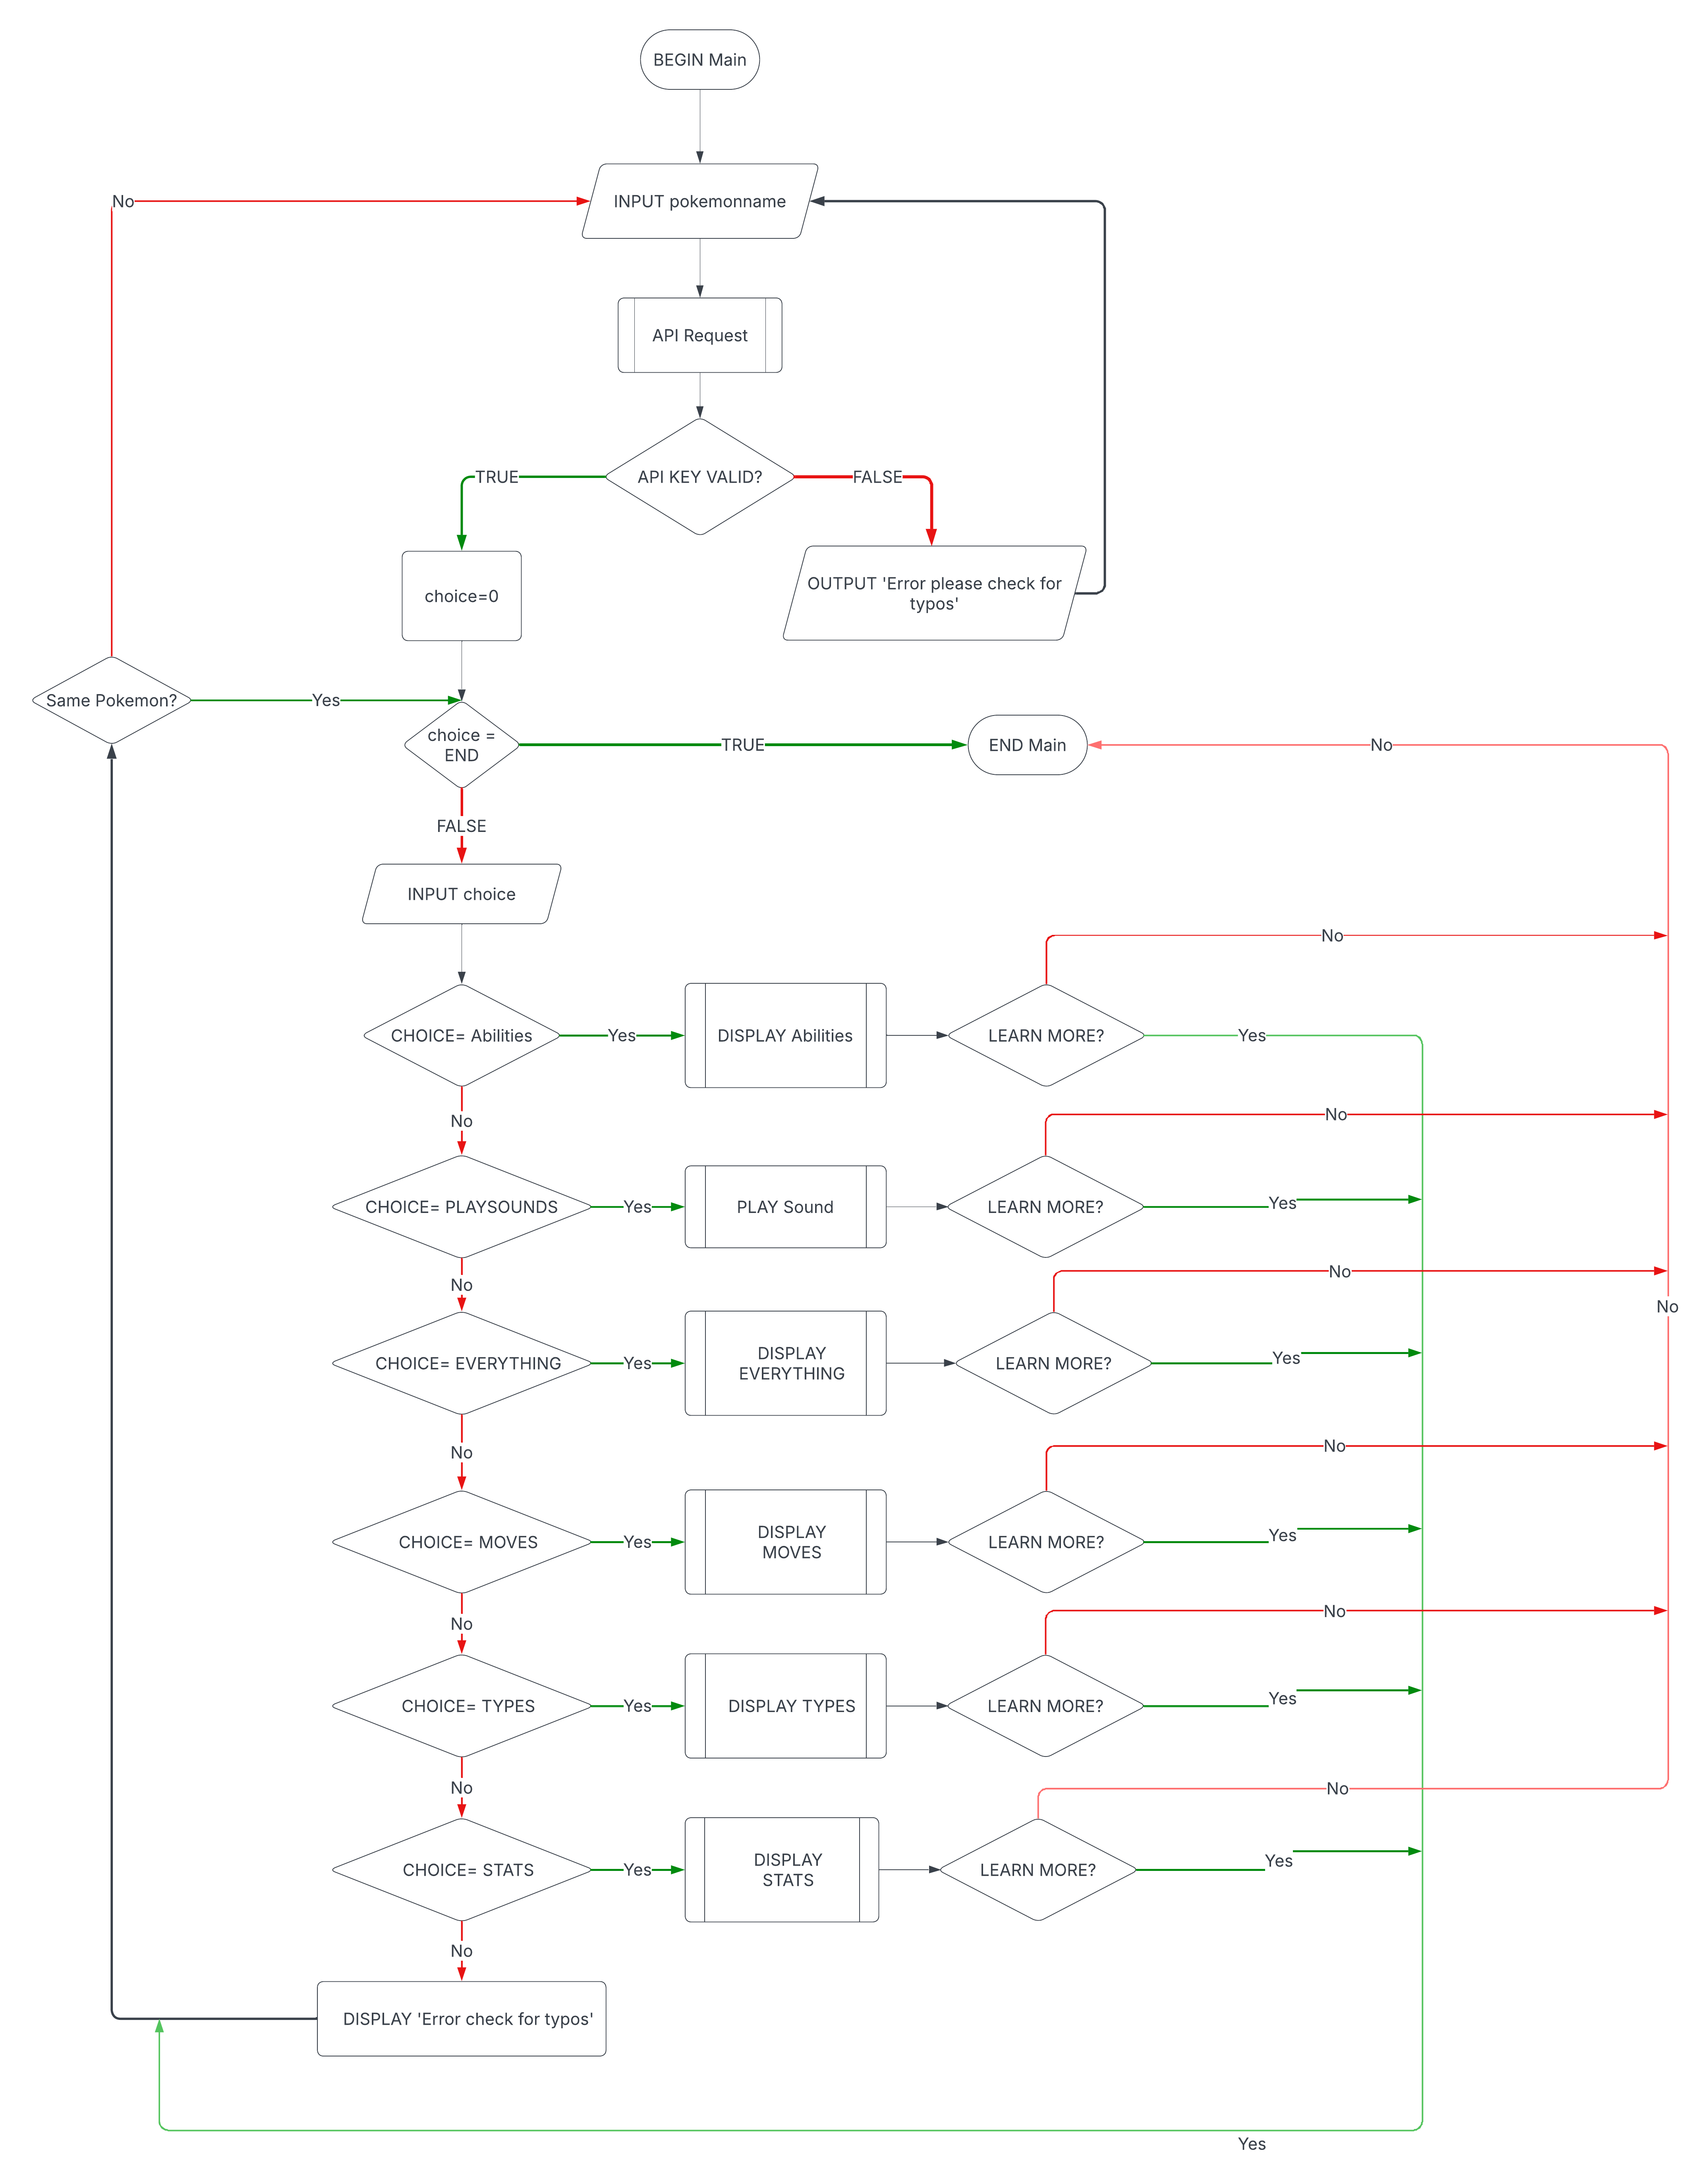 BEGIN Main
No
INPUT pokemonname
API Request
API KEY VALID?
TRUE
FALSE
choice=0
OUTPUT 'Error please check for
typos'
Same Pokemon?
Yes
choice =
END
TRUE
END Main
No
FALSE
INPUT choice
No
CHOICE= Abilities
Yes
DISPLAY Abilities
LEARN MORE?
Yes
No
No
CHOICE= PLAYSOUNDS
Yes
PLAY Sound
LEARN MORE?
Yes
No
No
No
CHOICE= EVERYTHING
Yes
DISPLAY
EVERYTHING
LEARN MORE?
Yes
No
No
CHOICE= MOVES
Yes
DISPLAY
MOVES
LEARN MORE?
Yes
No
No
CHOICE= TYPES
Yes
DISPLAY TYPES
LEARN MORE?
Yes
No
No
CHOICE= STATS
Yes
DISPLAY
STATS
LEARN MORE?
Yes
No
DISPLAY 'Error check for typos'
Yes